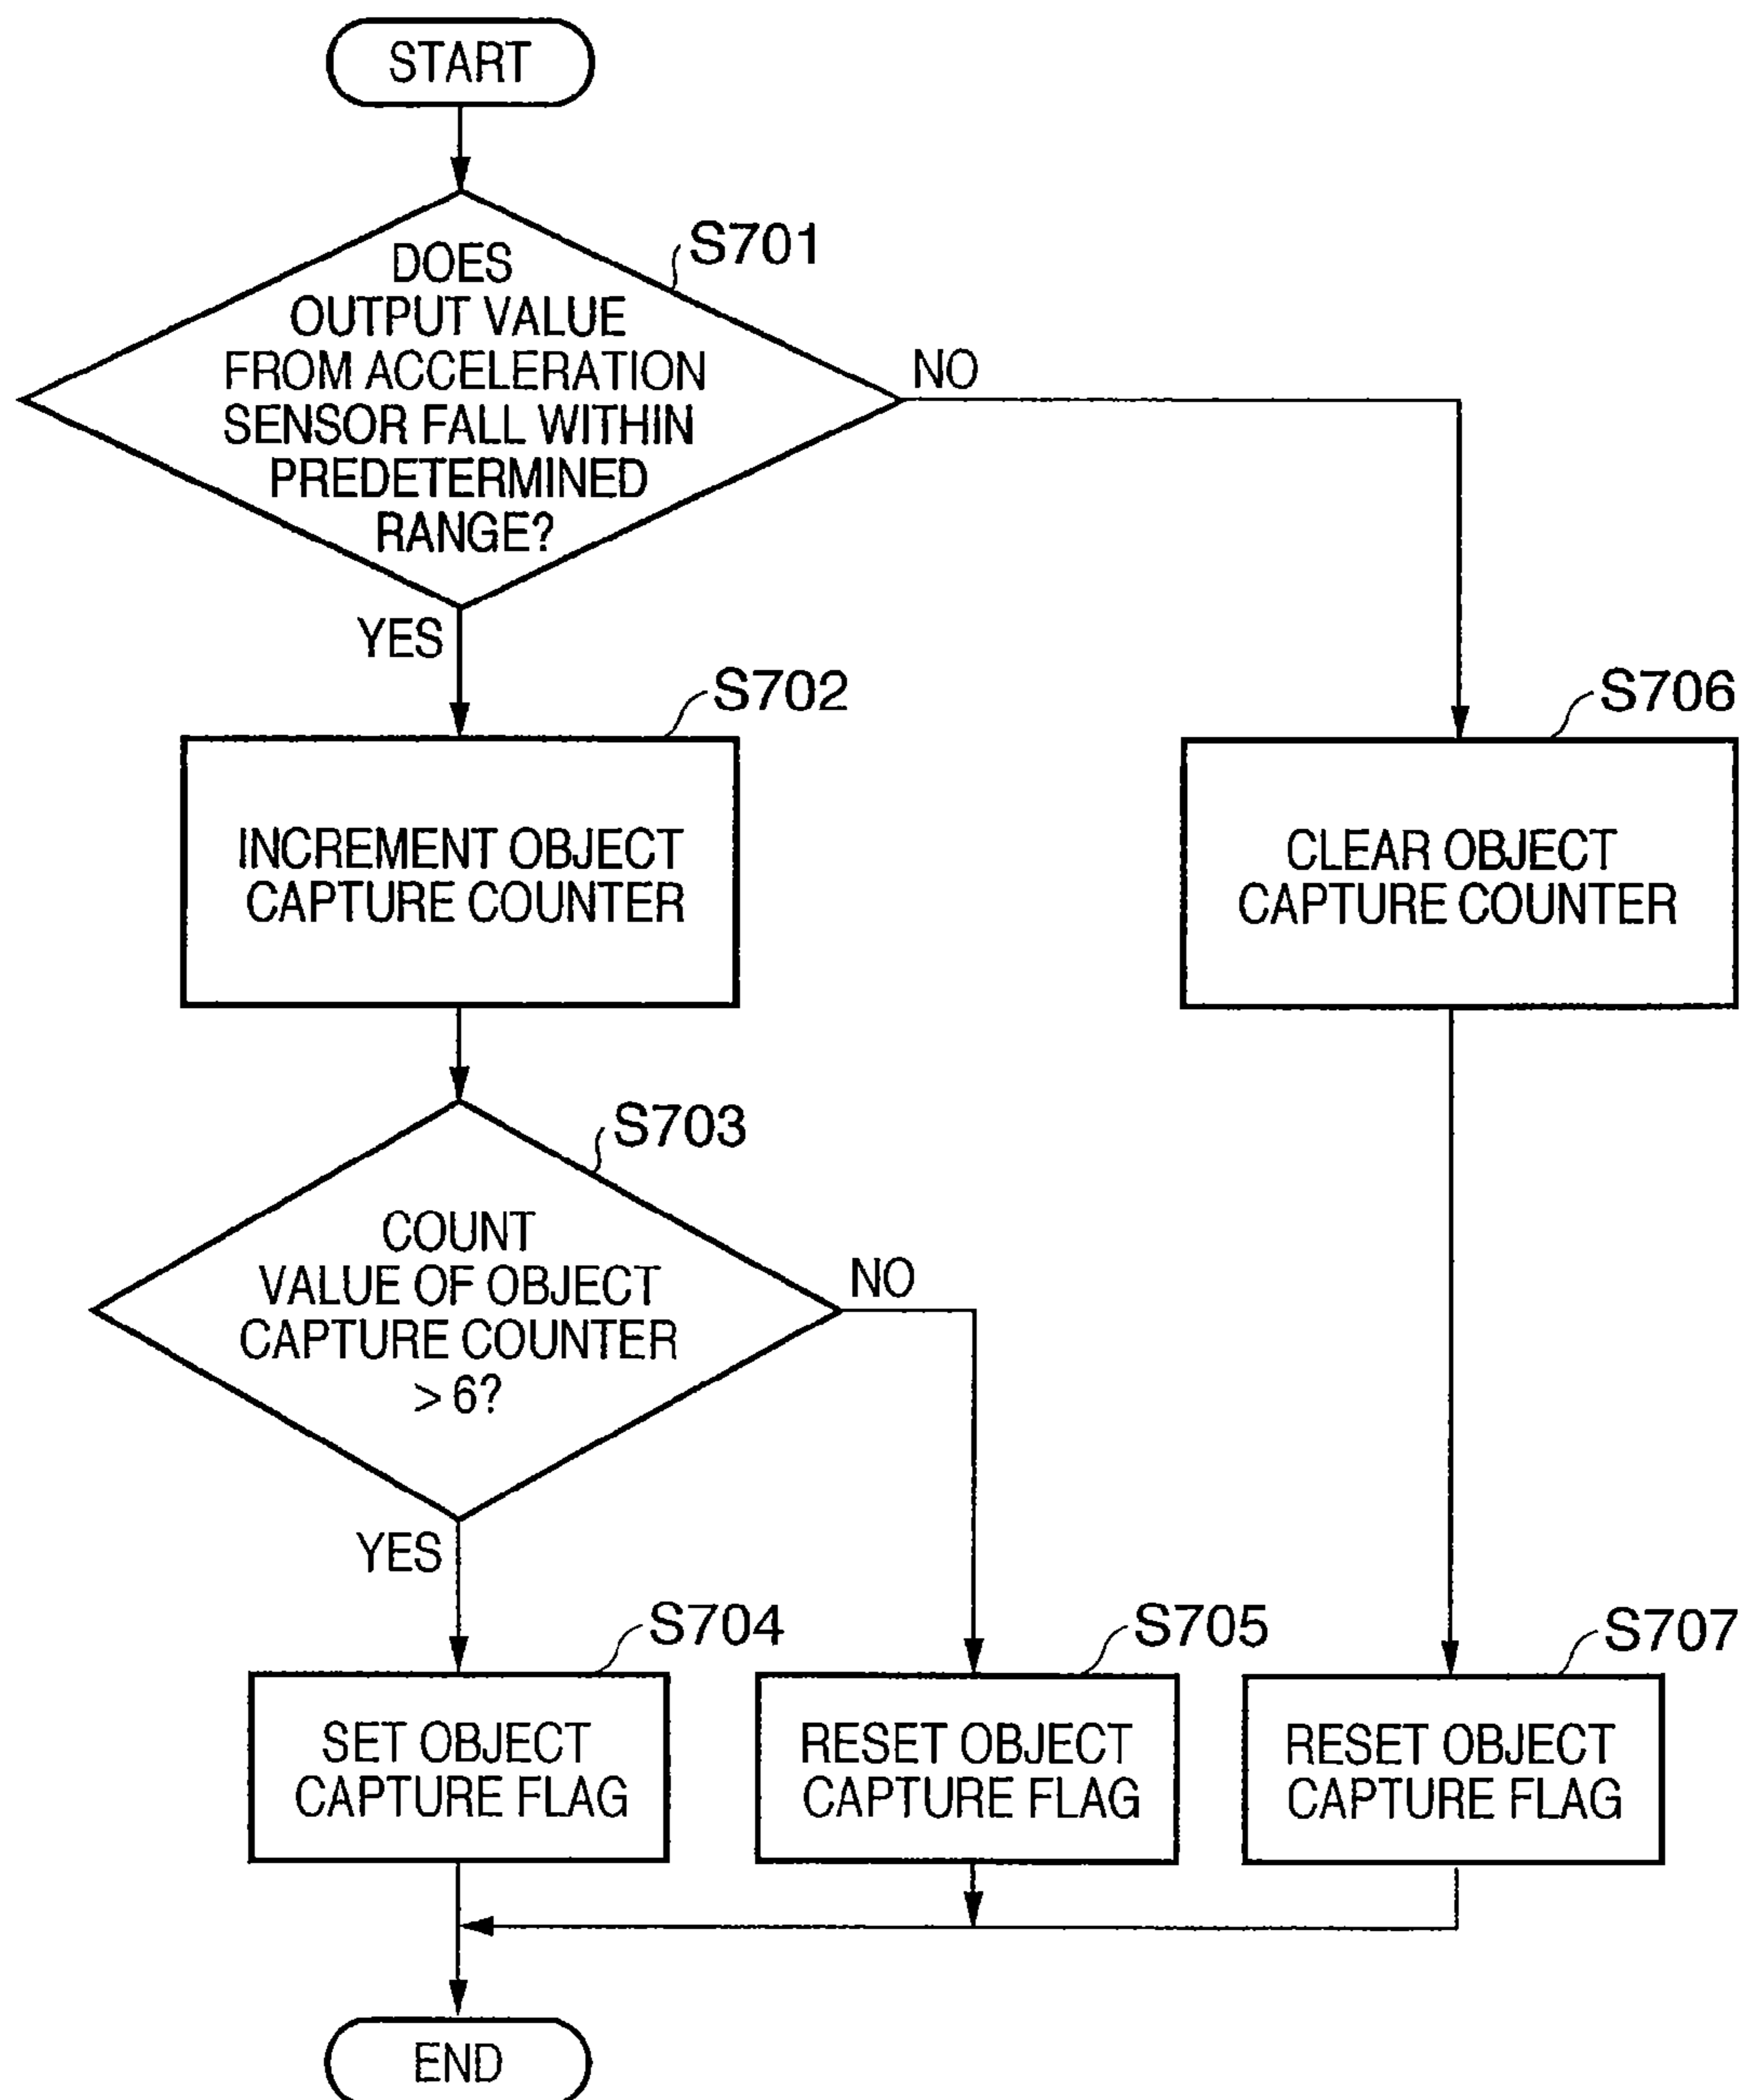 START
S701
DOES
OUTPUT VALUE
FROM ACCELERATION
SENSOR FALL WITHIN
PREDETERMINED
RANGE?
NO
YES
S702
INCREMENT OBJECT
CAPTURE COUNTER
S706
CLEAR OBJECT
CAPTURE COUNTER
S703
COUNT
VALUE OF OBJECT
CAPTURE COUNTER
> 6?
NO
YES
S704
SET OBJECT
CAPTURE FLAG
S705
RESET OBJECT
CAPTURE FLAG
S707
RESET OBJECT
CAPTURE FLAG
END